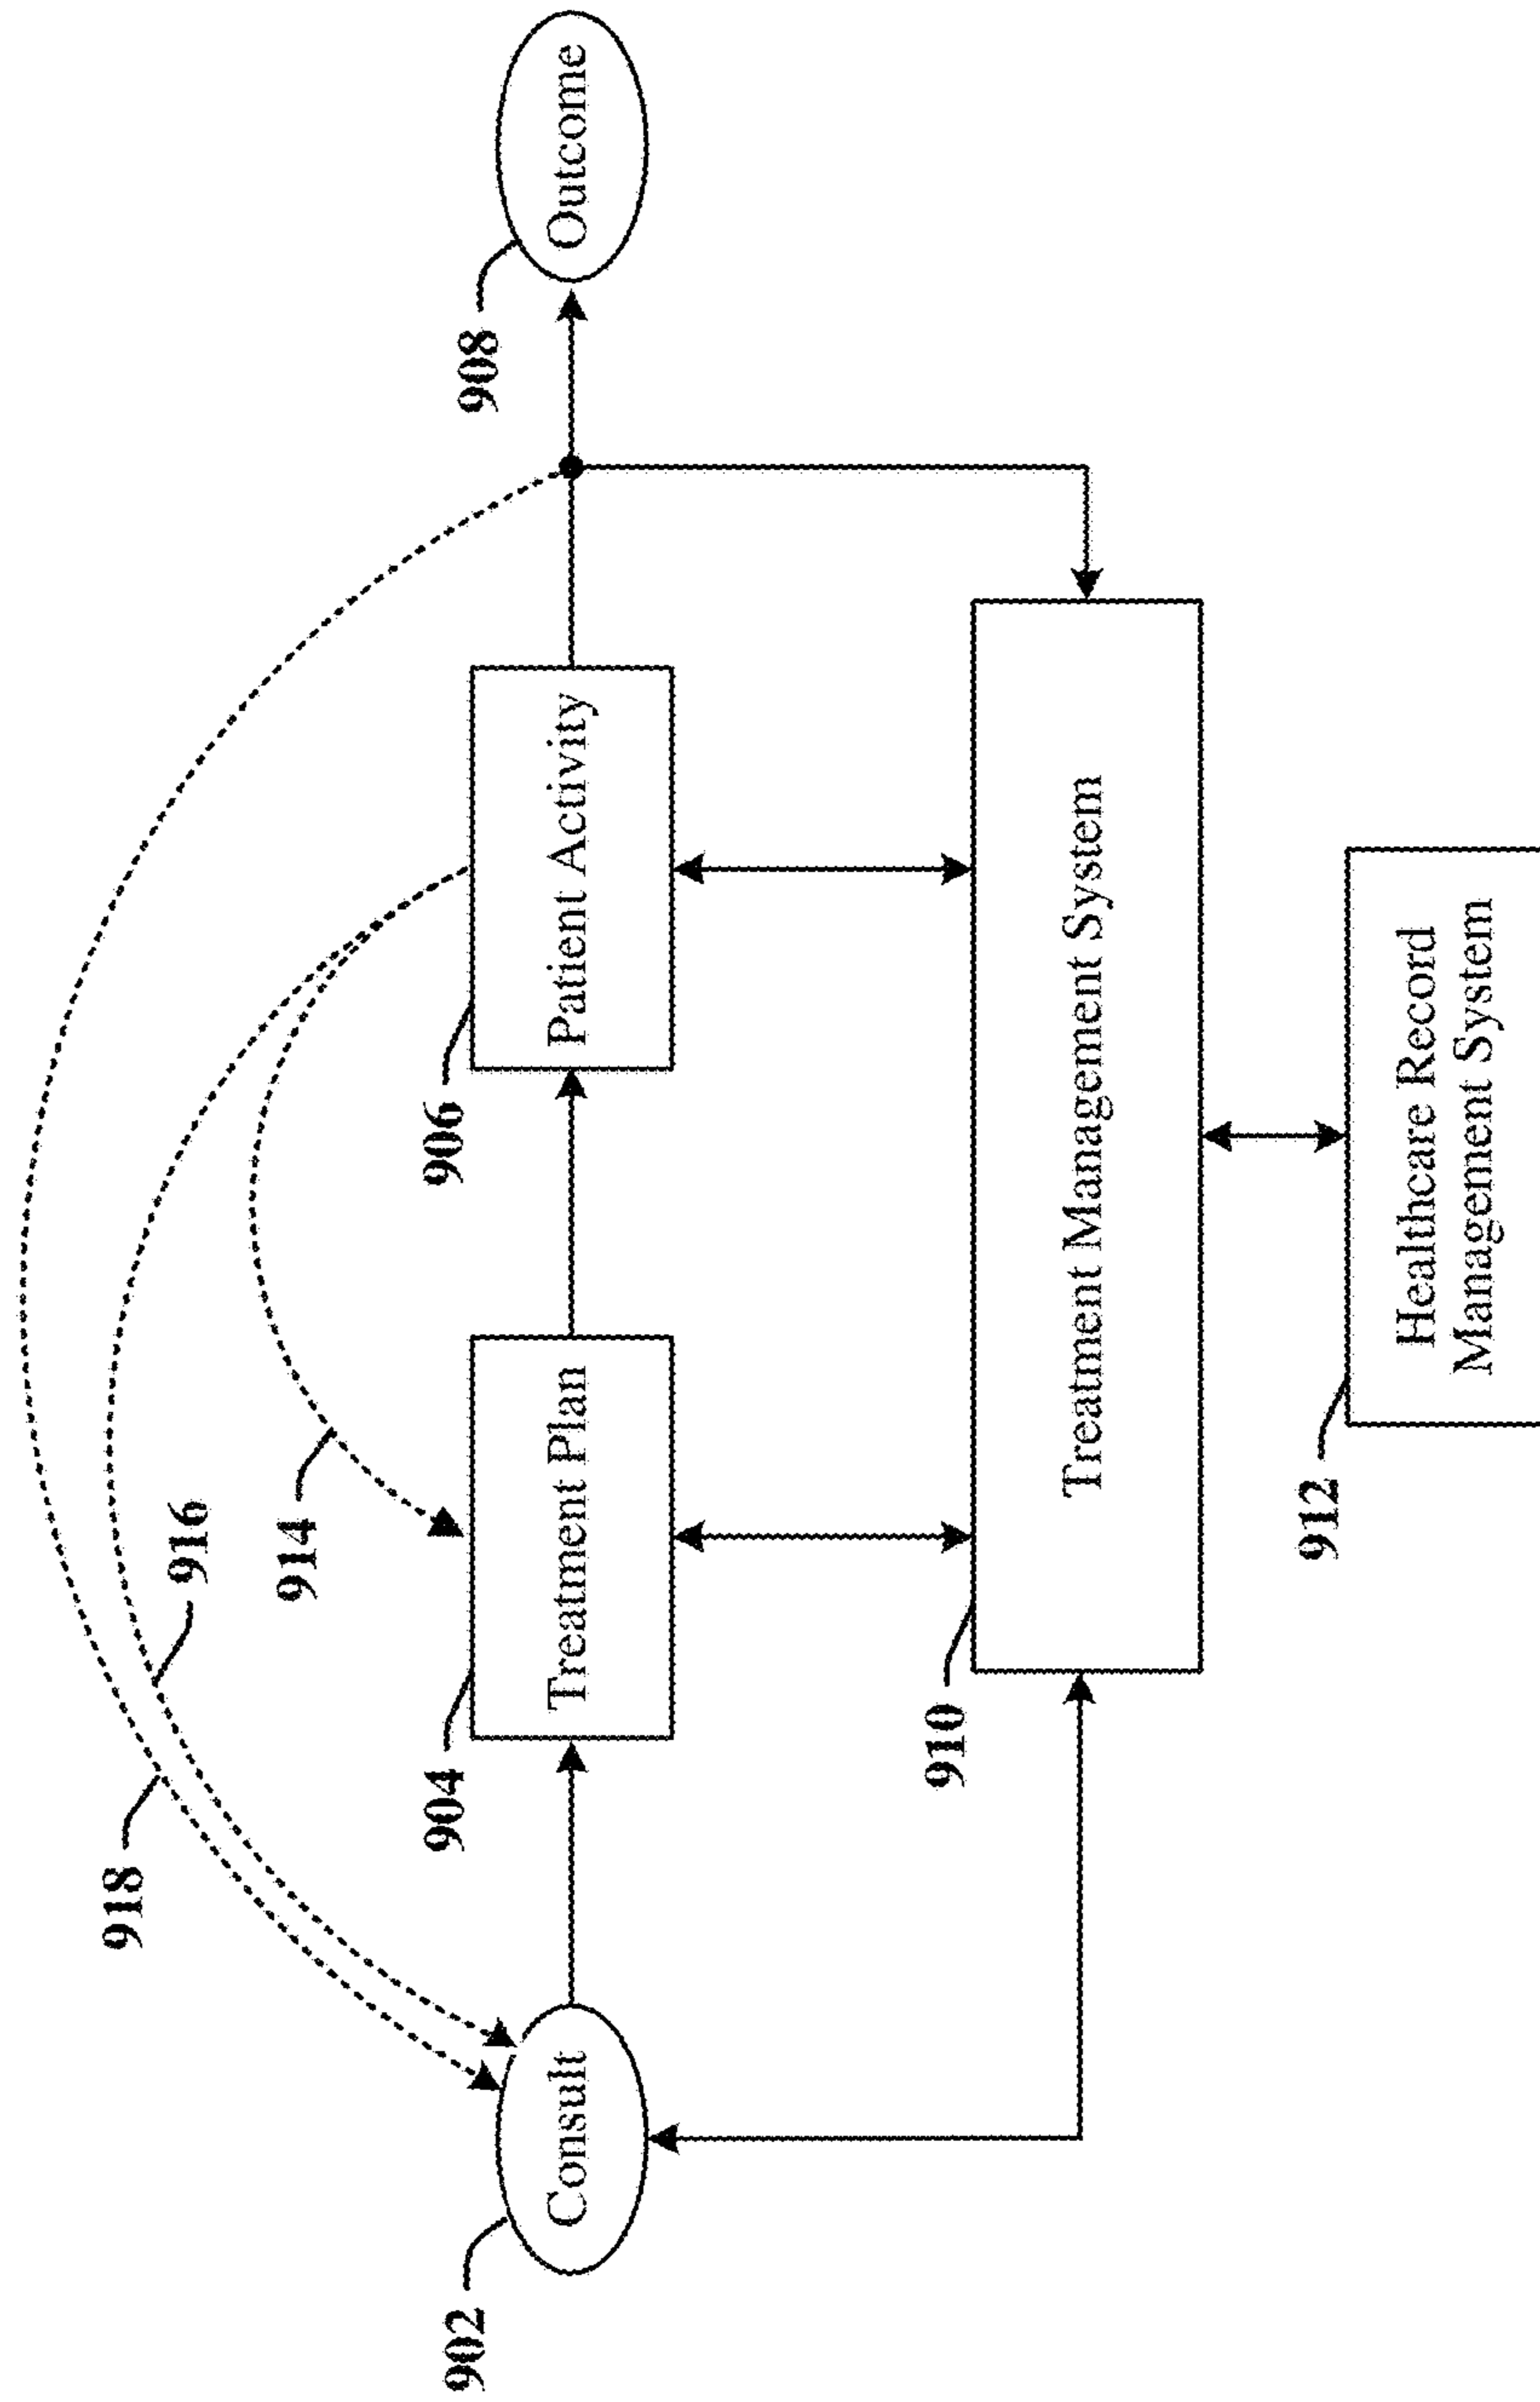 918
916
914
902
Consult
904
Treatment Plan
906
Patient Activity
908
Outcome
910
Treatment Management System
912
Healthcare Record
Management System